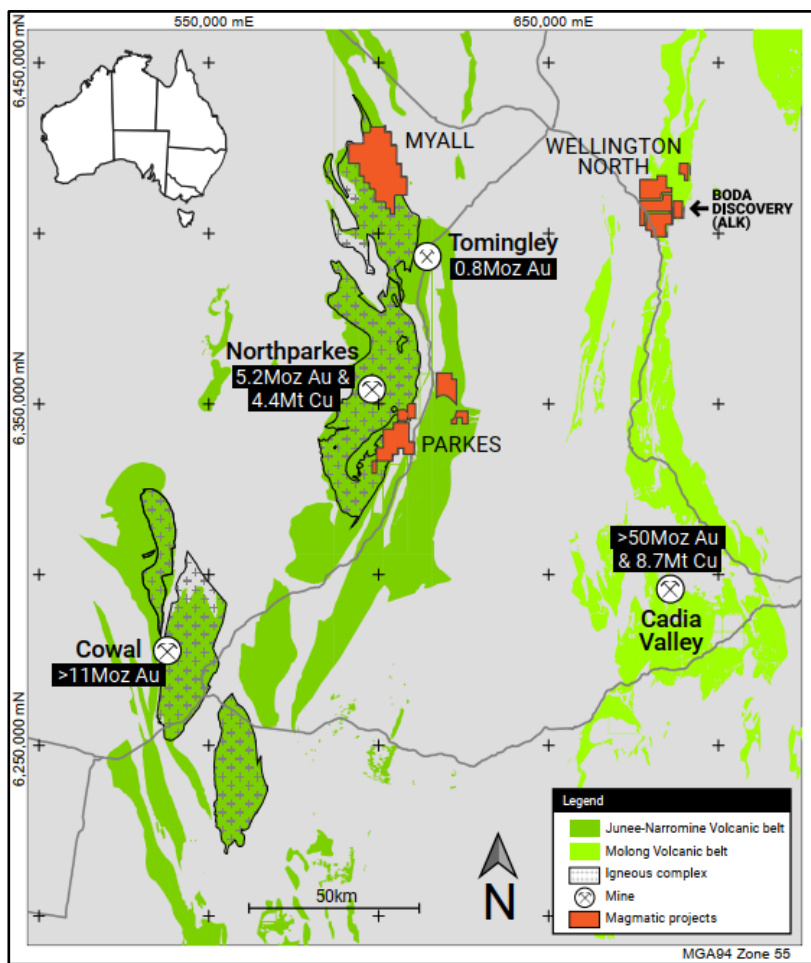 550,000 mE
650,000 mE
6,450,000 mN
MYALL
WELLINGTON
NORTH
BODA
DISCOVERY
(ALK)
Tomingley
0.8Moz Au
Northparkes
5.2Moz Au &
4.4Mt Cu
6,350,000 mN
PARKES
>50Moz Au
& 8.7Mt Cu
Cadia
Valley
Cowal
>11Moz Au
6,250,000 mN
Legend
Junee-Narromine Volcanic belt
Molong Volcanic belt
Igneous complex
Mine
Magmatic projects
50km
N
MGA94 Zone 55